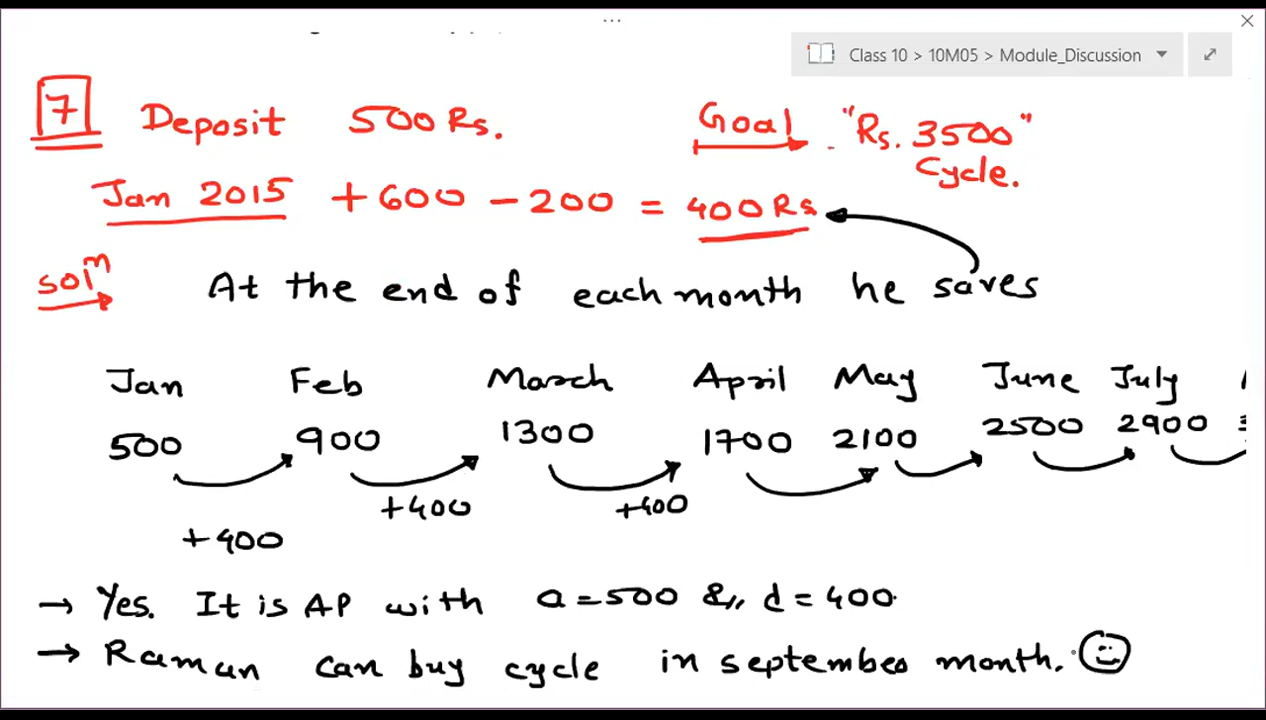 Class 10 > 10M05 > Module_Discussion
7 Deposit 500 Rs. Goal "Rs. 3500" Cycle.
Jan 2015 +600 - 200 = 400 Rs
solⁿ At the end of each month he saves
Jan Feb March April May June July
500 900 1300 1700 2100 2500 2900
+400 +400 +400
→ Yes. It is AP with a = 500 & d = 400
→ Raman can buy cycle in septembeo month.